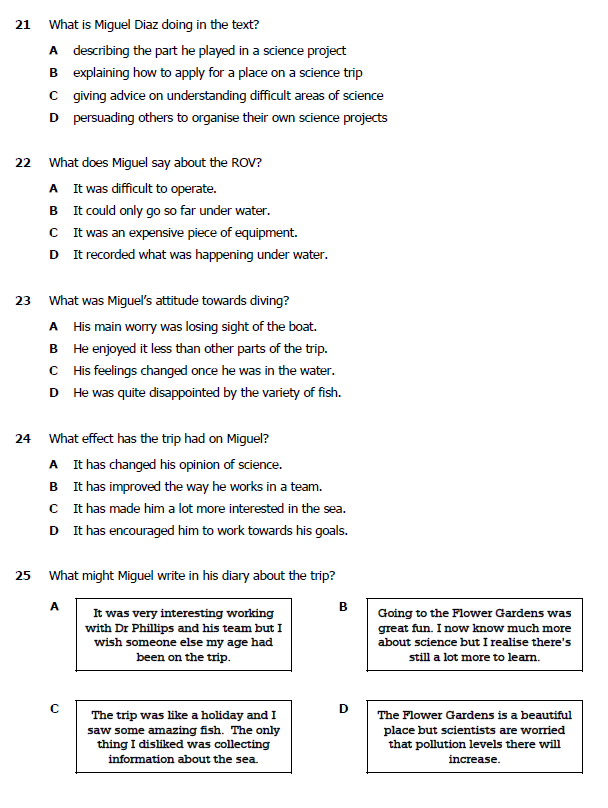 21 What is Miguel Diaz doing in the text?
A describing the part he played in a science project
B explaining how to apply for a place on a science trip
C giving advice on understanding difficult areas of science
D persuading others to organise their own science projects
22 What does Miguel say about the ROV?
A It was difficult to operate.
B It could only go so far under water.
C It was an expensive piece of equipment.
D It recorded what was happening under water.
23 What was Miguel's attitude towards diving?
A His main worry was losing sight of the boat.
B He enjoyed it less than other parts of the trip.
C His feelings changed once he was in the water.
D He was quite disappointed by the variety of fish.
24 What effect has the trip had on Miguel?
A It has changed his opinion of science.
B It has improved the way he works in a team.
C It has made him a lot more interested in the sea.
D It has encouraged him to work towards his goals.
25 What might Miguel write in his diary about the trip?
A
It was very interesting working
with Dr Phillips and his team but I
wish someone else my age had
been on the trip.
B
Going to the Flower Gardens was
great fun. I now know much more
about science but I realise there's
still a lot more to learn.
C
The trip was like a holiday and I
saw some amazing fish. The only
thing I disliked was collecting
information about the sea.
D
The Flower Gardens is a beautiful
place but scientists are worried
that pollution levels there will
increase.